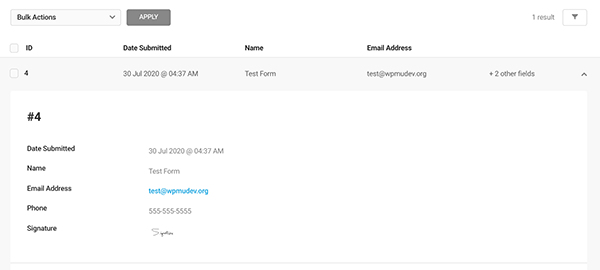 Bulk Actions APPLY 1 result
ID Date Submitted Name Email Address
4 30 Jul 2020 @ 04:37 AM Test Form test@wpmudev.org + 2 other fields
#4
Date Submitted 30 Jul 2020 @ 04:37 AM
Name Test Form
Email Address test@wpmudev.org
Phone 555-555-5555
Signature Signature